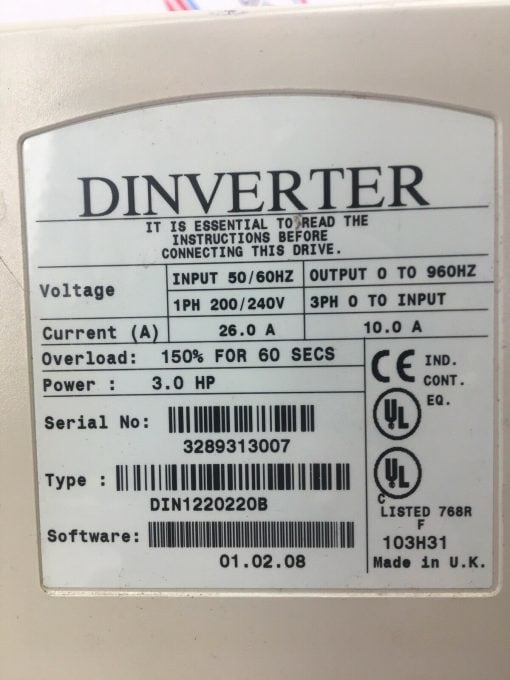 DINVERTER
IT IS ESSENTIAL TO READ THE
INSTRUCTIONS BEFORE
CONNECTING THIS DRIVE.
Voltage
INPUT 50/60HZ
OUTPUT 0 TO 960HZ
1PH 200/240V
3PH 0 TO INPUT
Current (A) 26.0 A 10.0 A
Overload: 150% FOR 60 SECS
Power : 3.0 HP
Serial No:
3289313007
Type :
DIN1220220B
Software:
01.02.08
CE IND.
CONT.
EQ.
UL
UL
C
LISTED 768R
F
103H31
Made in U.K.